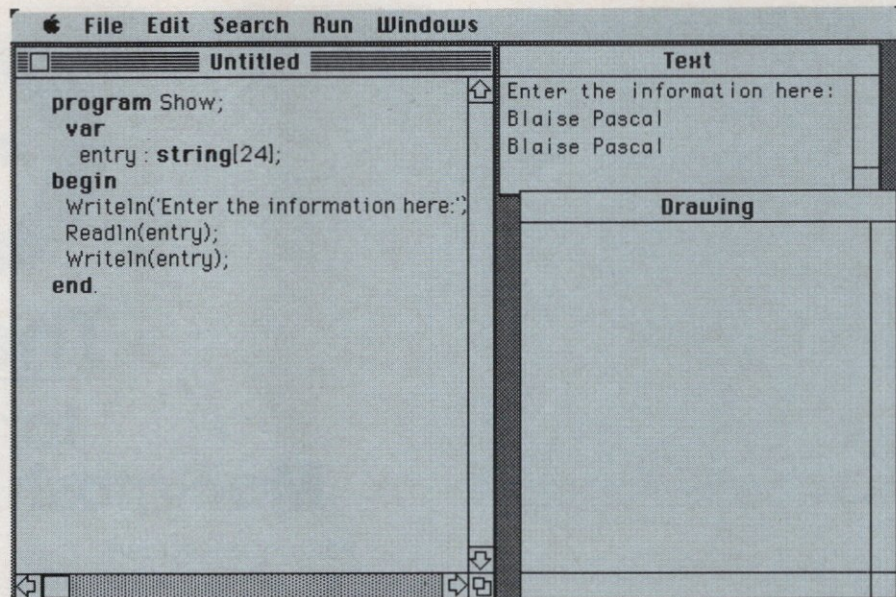 File Edit Search Run Windows
Untitled
program Show;
var
entry : string[24];
begin
Writeln('Enter the information here:');
Readln(entry);
Writeln(entry);
end.
Text
Enter the information here:
Blaise Pascal
Blaise Pascal
Drawing